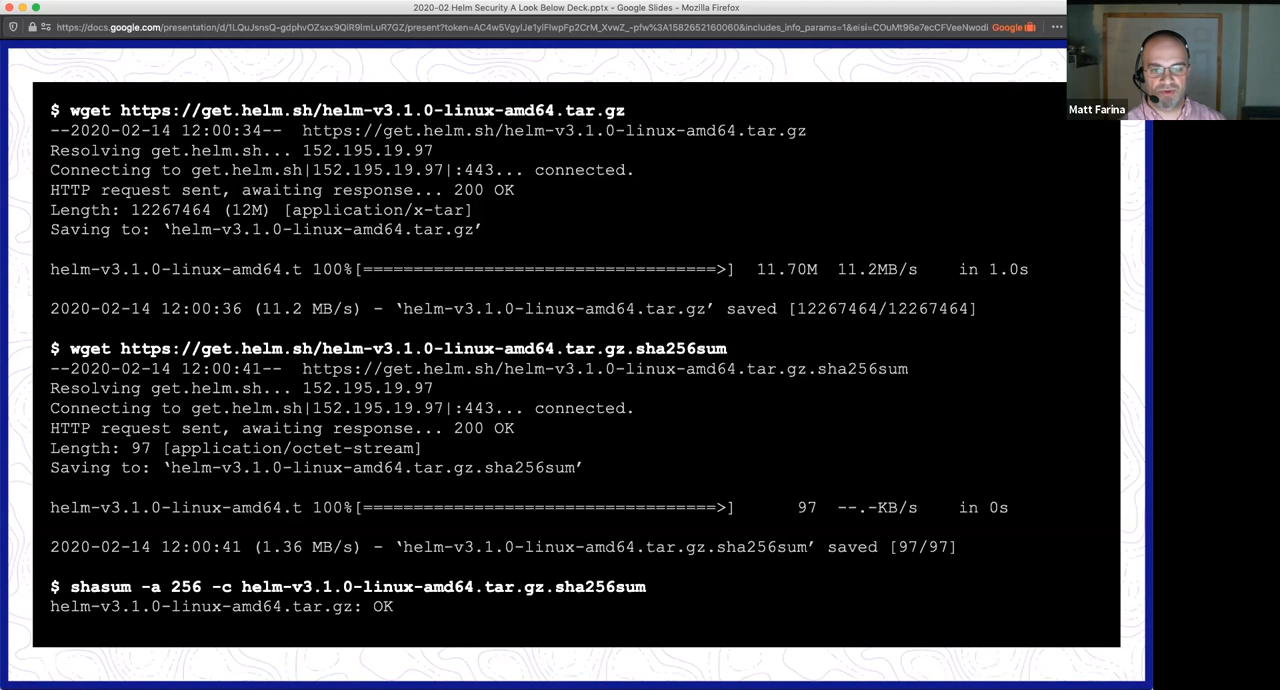 2020-02 Helm Security A Look Below Deck.pptx - Google Slides - Mozilla Firefox
Google
Matt Farina
$ wget https://get.helm.sh/helm-v3.1.0-linux-amd64.tar.gz
--2020-02-14 12:00:34-- https://get.helm.sh/helm-v3.1.0-linux-amd64.tar.gz
Resolving get.helm.sh... 152.195.19.97
Connecting to get.helm.sh|152.195.19.97|:443... connected.
HTTP request sent, awaiting response... 200 OK
Length: 12267464 (12M) [application/x-tar]
Saving to: ‘helm-v3.1.0-linux-amd64.tar.gz’
helm-v3.1.0-linux-amd64.t 100%[===================================>] 11.70M 11.2MB/s in 1.0s
2020-02-14 12:00:36 (11.2 MB/s) - ‘helm-v3.1.0-linux-amd64.tar.gz’ saved [12267464/12267464]
$ wget https://get.helm.sh/helm-v3.1.0-linux-amd64.tar.gz.sha256sum
--2020-02-14 12:00:41-- https://get.helm.sh/helm-v3.1.0-linux-amd64.tar.gz.sha256sum
Resolving get.helm.sh... 152.195.19.97
Connecting to get.helm.sh|152.195.19.97|:443... connected.
HTTP request sent, awaiting response... 200 OK
Length: 97 [application/octet-stream]
Saving to: ‘helm-v3.1.0-linux-amd64.tar.gz.sha256sum’
helm-v3.1.0-linux-amd64.t 100%[===================================>] 97 --.-KB/s in 0s
2020-02-14 12:00:41 (1.36 MB/s) - ‘helm-v3.1.0-linux-amd64.tar.gz.sha256sum’ saved [97/97]
$ shasum -a 256 -c helm-v3.1.0-linux-amd64.tar.gz.sha256sum
helm-v3.1.0-linux-amd64.tar.gz: OK